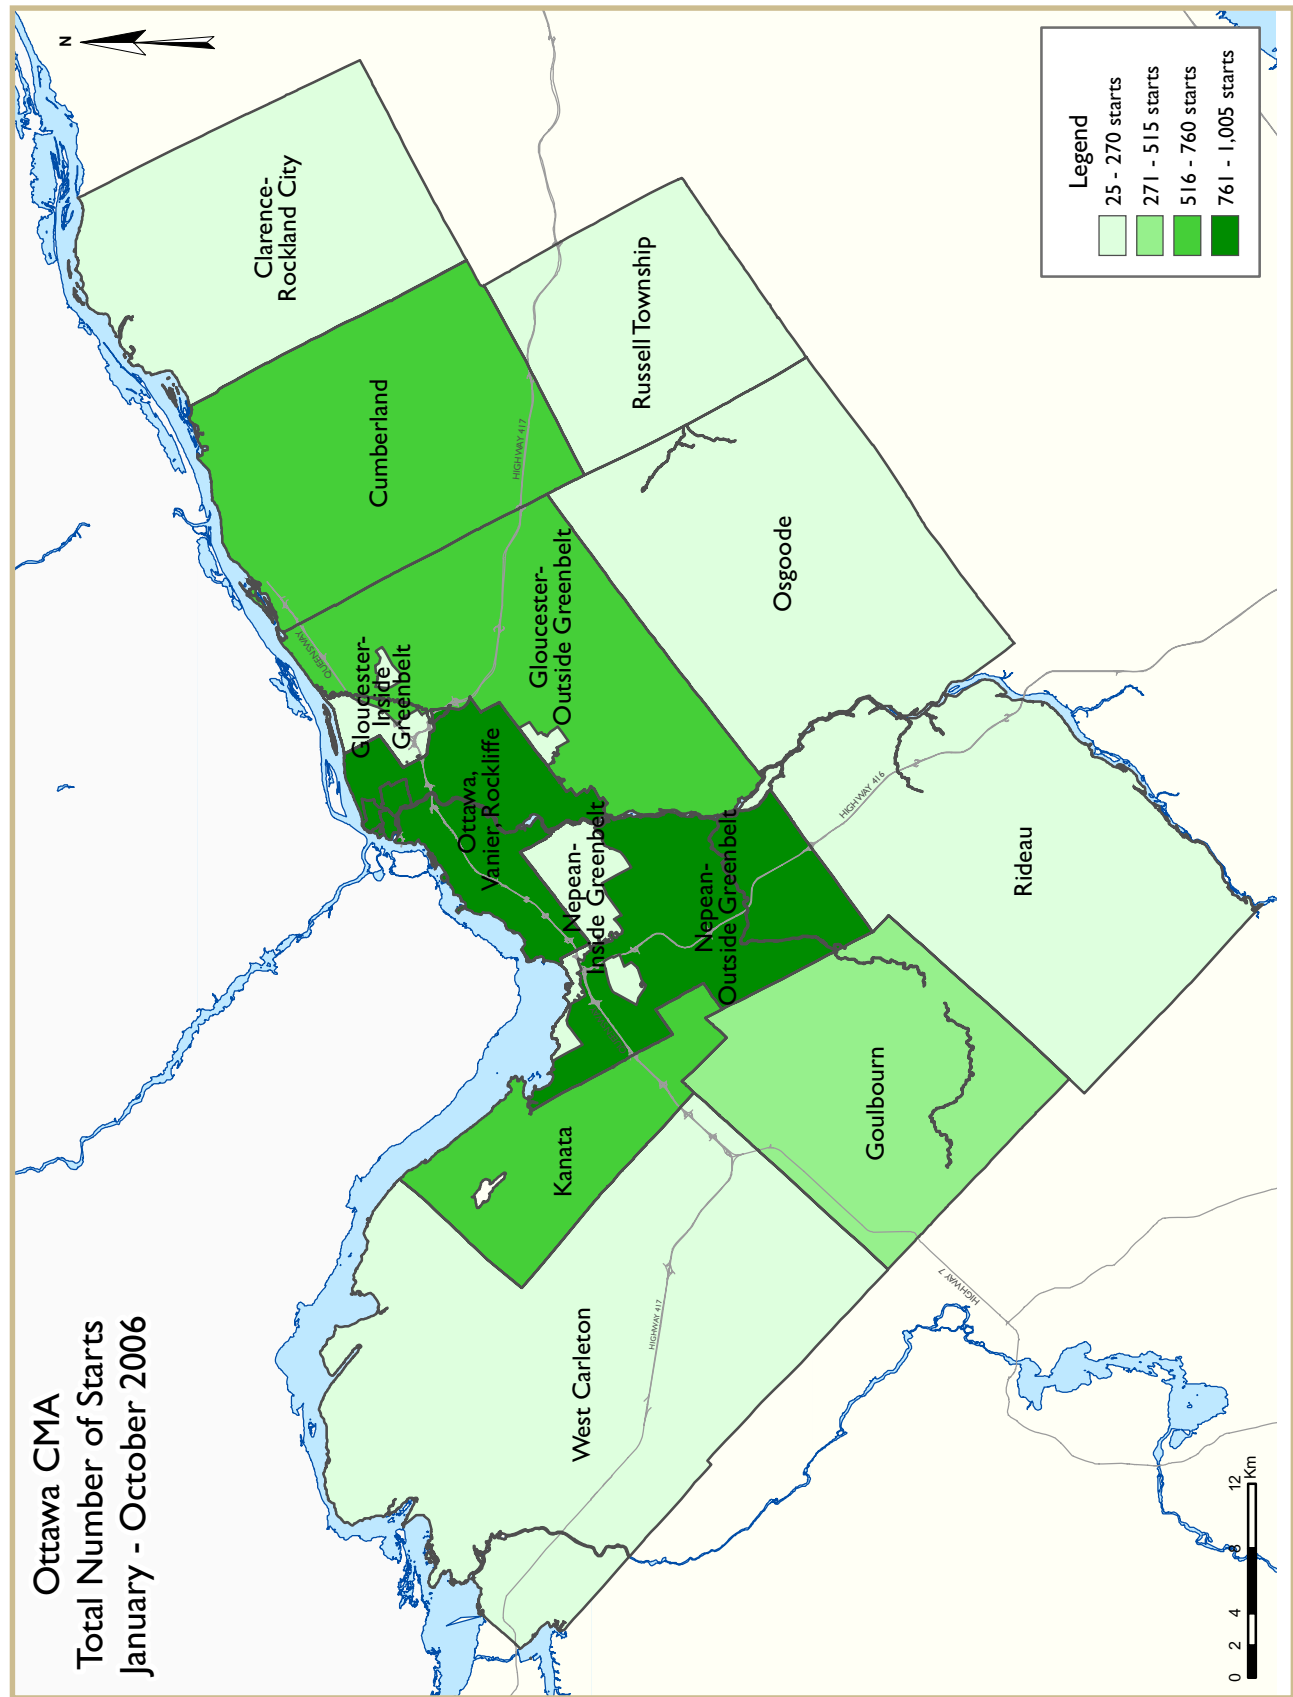 Ottawa CMA
Total Number of Starts
January - October 2006
N
Clarence-
Rockland City
Cumberland
Russell Township
HIGHWAY 417
QUEENSWAY
Gloucester-
Inside
Greenbelt
Gloucester-
Outside Greenbelt
Osgoode
Ottawa,
Vanier, Rockliffe
Nepean-
Inside Greenbelt
Nepean-
Outside Greenbelt
HIGHWAY 416
Rideau
Kanata
Goulbourn
West Carleton
HIGHWAY 417
HIGHWAY 7
Legend
25 - 270 starts
271 - 515 starts
516 - 760 starts
761 - 1,005 starts
0 2 4 8 12
Km